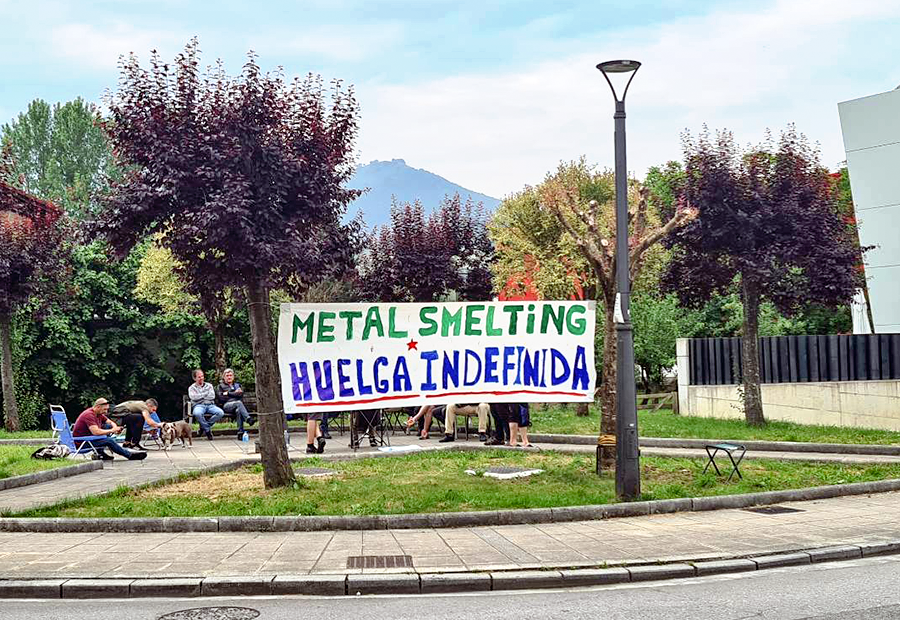 METAL SMELTiNG
HUELGA INDEFINIDA